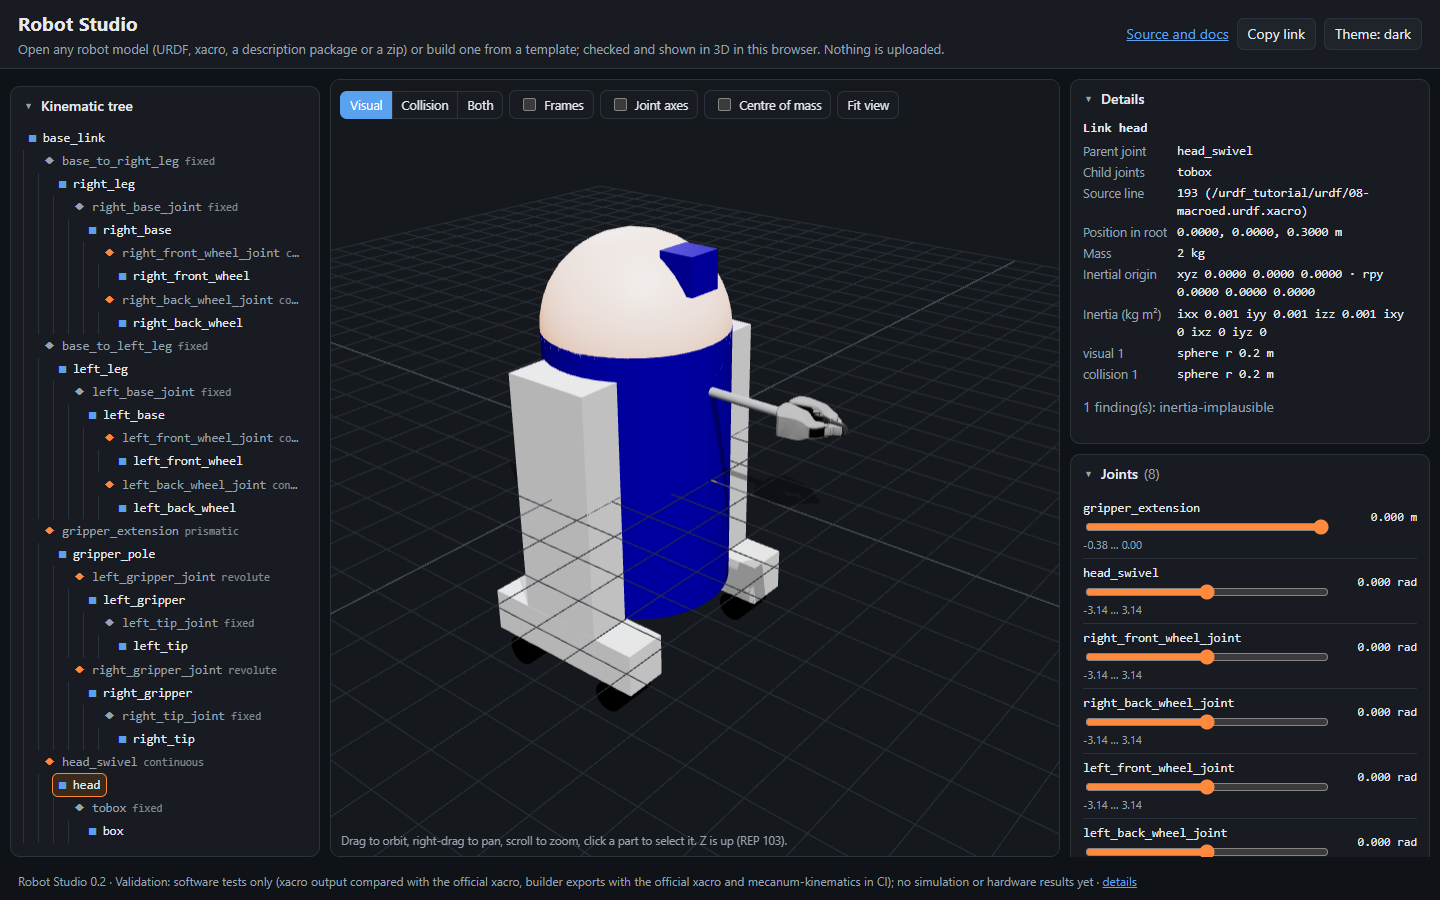 Robot Studio
Open any robot model (URDF, xacro, a description package or a zip) or build one from a template; checked and shown in 3D in this browser. Nothing is uploaded.
Source and docs
Copy link
Theme: dark
Kinematic tree
base_link
base_to_right_leg fixed
right_leg
right_base_joint fixed
right_base
right_front_wheel_joint c…
right_front_wheel
right_back_wheel_joint co…
right_back_wheel
base_to_left_leg fixed
left_leg
left_base_joint fixed
left_base
left_front_wheel_joint co…
left_front_wheel
left_back_wheel_joint con…
left_back_wheel
gripper_extension prismatic
gripper_pole
left_gripper_joint revolute
left_gripper
left_tip_joint fixed
left_tip
right_gripper_joint revolute
right_gripper
right_tip_joint fixed
right_tip
head_swivel continuous
head
tobox fixed
box
Visual
Collision
Both
Frames
Joint axes
Centre of mass
Fit view
Drag to orbit, right-drag to pan, scroll to zoom, click a part to select it. Z is up (REP 103).
Details
Link head
Parent joint head_swivel
Child joints tobox
Source line 193 (/urdf_tutorial/urdf/08-
macroed.urdf.xacro)
Position in root 0.0000, 0.0000, 0.3000 m
Mass 2 kg
Inertial origin xyz 0.0000 0.0000 0.0000 · rpy
0.0000 0.0000 0.0000
Inertia (kg m²) ixx 0.001 iyy 0.001 izz 0.001 ixy
0 ixz 0 iyz 0
visual 1 sphere r 0.2 m
collision 1 sphere r 0.2 m
1 finding(s): inertia-implausible
Joints (8)
gripper_extension
0.000 m
-0.38 … 0.00
head_swivel
0.000 rad
-3.14 … 3.14
right_front_wheel_joint
0.000 rad
-3.14 … 3.14
right_back_wheel_joint
0.000 rad
-3.14 … 3.14
left_front_wheel_joint
0.000 rad
-3.14 … 3.14
left_back_wheel_joint
0.000 rad
Robot Studio 0.2 · Validation: software tests only (xacro output compared with the official xacro, builder exports with the official xacro and mecanum-kinematics in CI); no simulation or hardware results yet · details